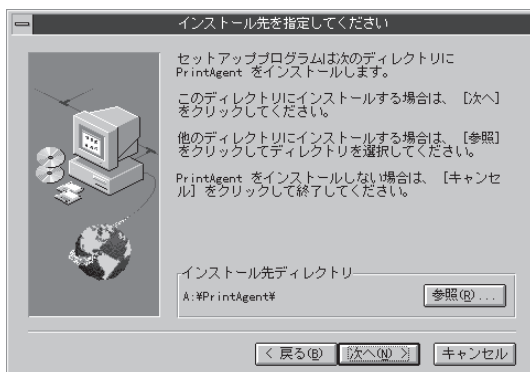 インストール先を指定してください
セットアッププログラムは次のディレクトリに
PrintAgent をインストールします。
このディレクトリにインストールする場合は、 [次へ]
をクリックしてください。
他のディレクトリにインストールする場合は、 [参照]
をクリックしてディレクトリを選択してください。
PrintAgent をインストールしない場合は、 [キャンセ
ル] をクリックして終了してください。
インストール先ディレクトリ
A:¥PrintAgent¥
参照(R)...
< 戻る(B)
次へ(N) >
キャンセル